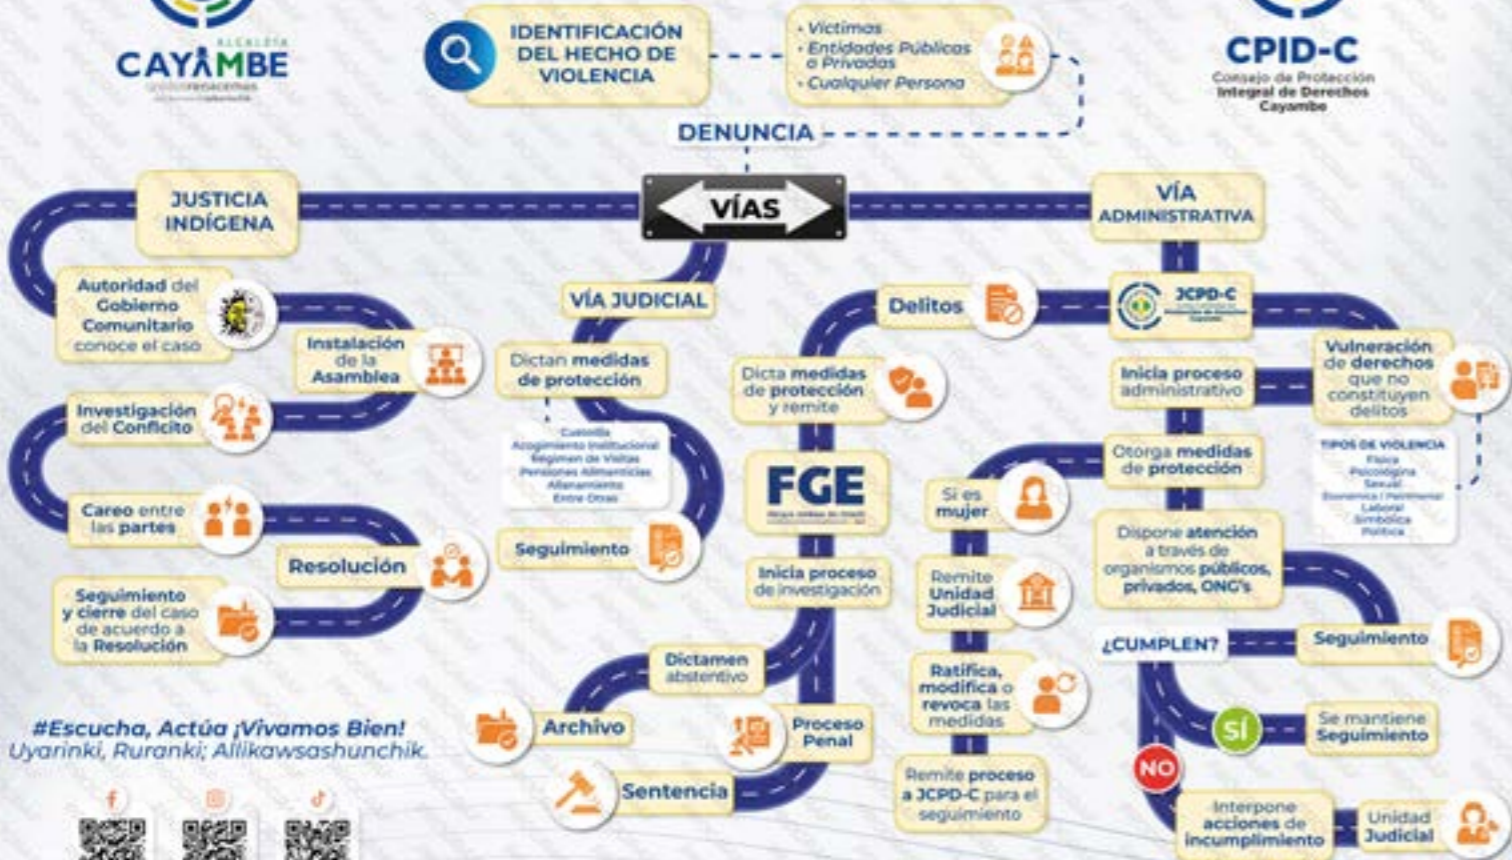 ALCALDÍA
CAYAMBE
IDENTIFICACIÓN
DEL HECHO DE
VIOLENCIA
• Víctimas
• Entidades Públicas
o Privadas
• Cualquier Persona
CPID-C
Consejo de Protección
Integral de Derechos
Cayambe
DENUNCIA
VÍAS
JUSTICIA
INDÍGENA
Autoridad del
Gobierno
Comunitario
conoce el caso
Instalación
de la
Asamblea
Investigación
del Conflicito
Careo entre
las partes
Resolución
Seguimiento
y cierre del caso
de acuerdo a
la Resolución
VÍA JUDICIAL
Dictan medidas
de protección
Custodia
Acogimiento Institucional
Régimen de Visitas
Pensiones Alimenticias
Allanamiento
Entre Otras
Seguimiento
VÍA
ADMINISTRATIVA
JCPD-C
Delitos
Dicta medidas
de protección
y remite
FGE
Inicia proceso
de investigación
Dictamen
abstentivo
Archivo
Proceso
Penal
Sentencia
Vulneración
de derechos
que no
constituyen
delitos
TIPOS DE VIOLENCIA
Física
Psicológina
Sexual
Laboral
Simbólica
Política
Inicia proceso
administrativo
Otorga medidas
de protección
Si es
mujer
Remite
Unidad
Judicial
Ratifica,
modifica o
revoca las
medidas
Remite proceso
a JCPD-C para el
seguimiento
Dispone atención
a través de
organismos públicos,
privados, ONG's
Seguimiento
¿CUMPLEN?
SÍ
Se mantiene
Seguimiento
NO
Interpone
acciones de
incumplimiento
Unidad
Judicial
#Escucha, Actúa ¡Vivamos Bien!
Uyarinki, Ruranki; Allikawsashunchik.